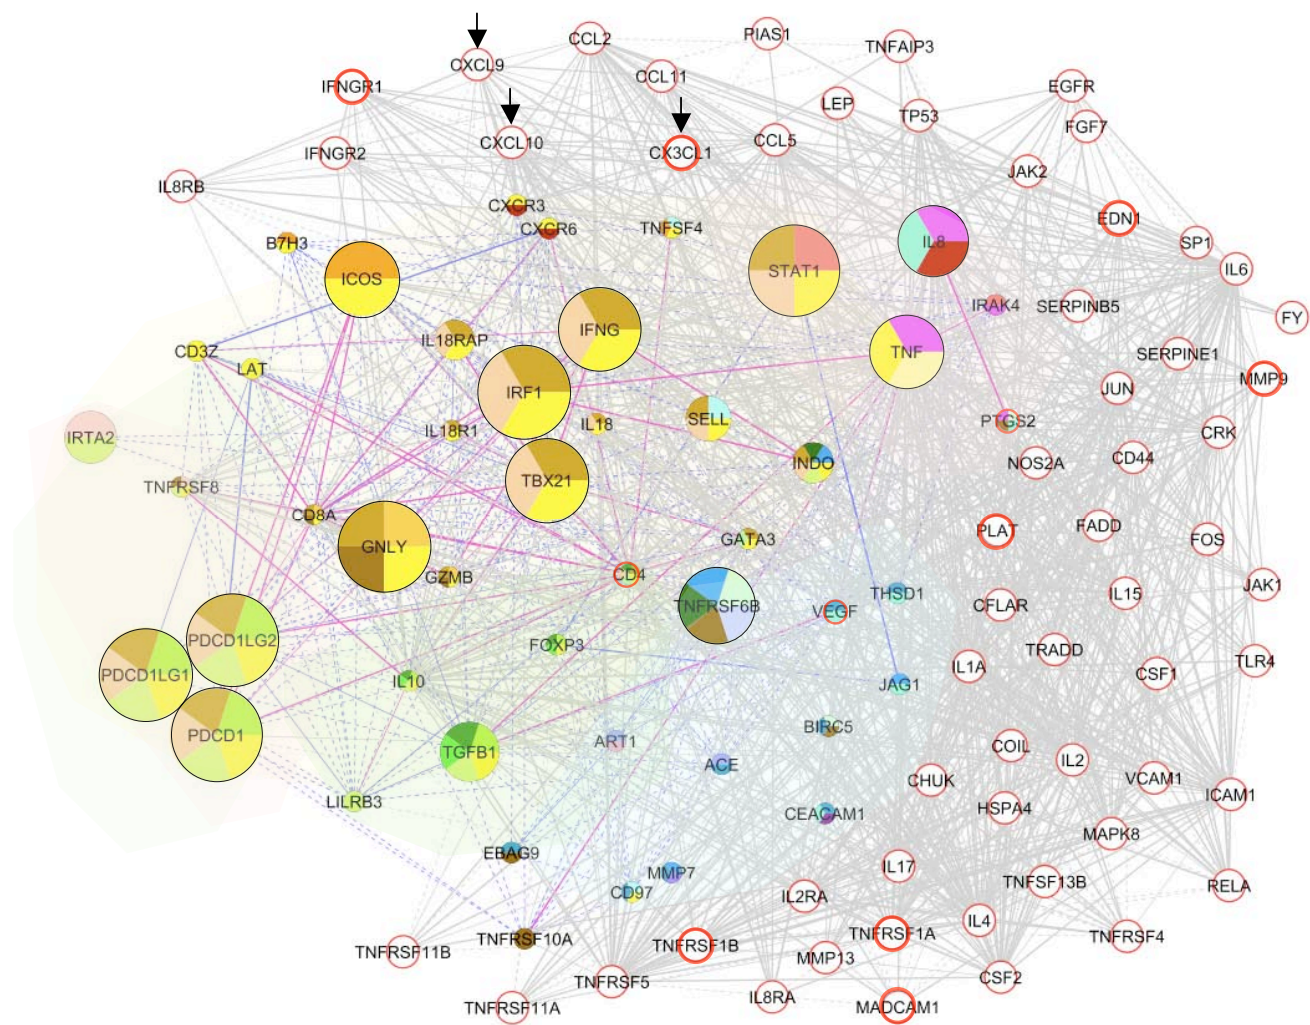 CCL2
PIAS1
TNFAIP3
CXCL9
CCL11
IFNGR1
EGFR
LEP
TP53
FGF7
CXCL10
CCL5
IFNGR2
CX3CL1
JAK2
IL8RB
CXCR3
EDN1
CXCR6
TNFSF4
B7H3
IL8
SP1
STAT1
IL6
ICOS
IRAK4
SERPINB5
FY
IFNG
IL18RAP
CD3Z
TNF
SERPINE1
LAT
MMP9
IRF1
JUN
SELL
PTGS2
IL18
IL18R1
CRK
IRTA2
CD44
INDO
NOS2A
TBX21
TNFRSF8
CD8A
PLAT
FADD
GATA3
FOS
GNLY
GZMB
CD4
JAK1
THSD1
IL15
TNFRSF6B
CFLAR
VEGF
PDCD1LG2
FOXP3
TRADD
TLR4
IL1A
PDCD1LG1
CSF1
IL10
JAG1
BIRC5
PDCD1
ART1
COIL
TGFB1
IL2
ACE
VCAM1
CHUK
ICAM1
LILRB3
HSPA4
CEACAM1
MAPK8
EBAG9
IL17
MMP7
TNFSF13B
RELA
CD97
IL2RA
IL4
TNFRSF1A
TNFRSF4
TNFRSF10A
TNFRSF1B
TNFRSF11B
MMP13
CSF2
TNFRSF5
IL8RA
TNFRSF11A
MADCAM1